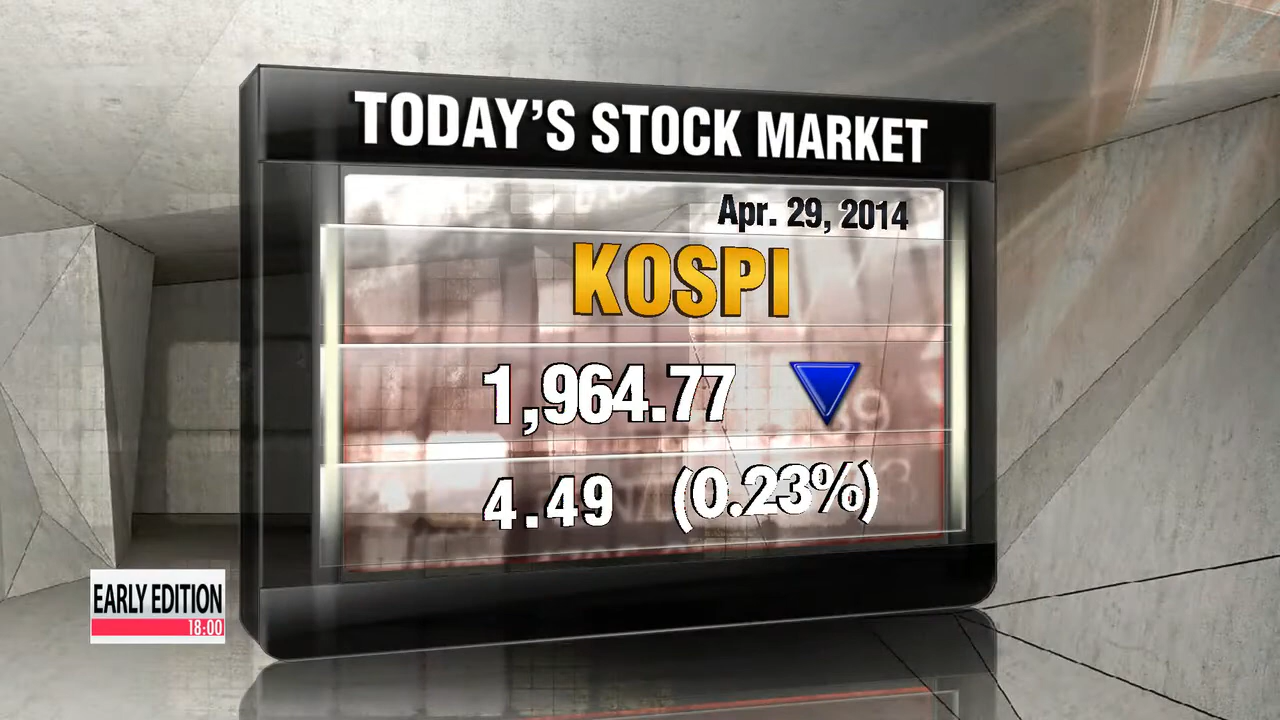 TODAY'S STOCK MARKET
Apr. 29, 2014
KOSPI
1,964.77
4.49 (0.23%)
EARLY EDITION
18:00